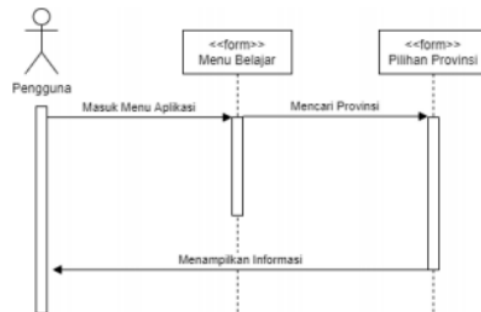 <<form>>
Menu Belajar
<<form>>
Pilihan Provinsi
Pengguna
Masuk Menu Aplikasi
Mencari Provinsi
Menampilkan Informasi